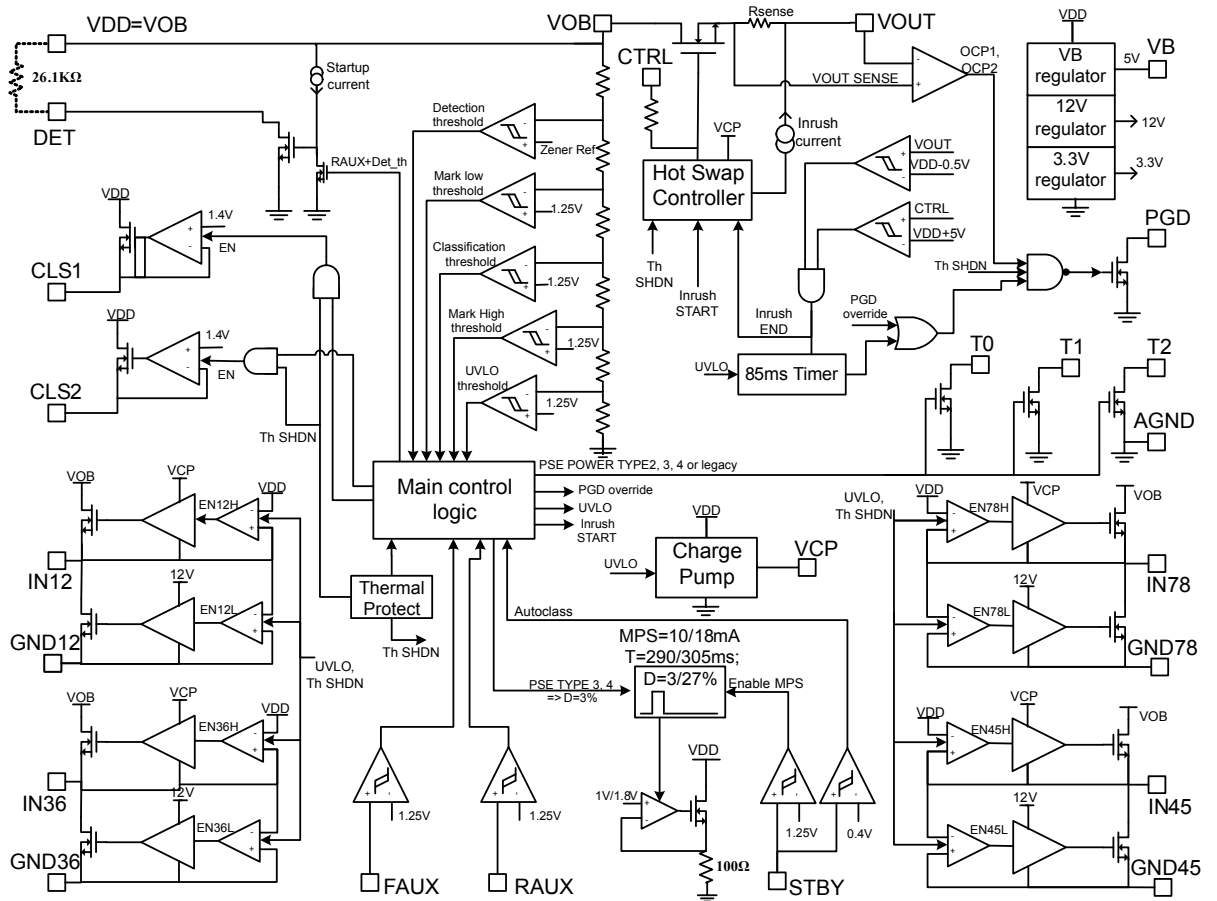 VDD=VOB
VOB
Rsense
VOUT
VDD
VB
26.1KΩ
Startup
current
CTRL
VOUT SENSE
-
+
OCP1,
OCP2
VB
regulator
5V
12V
regulator
12V
3.3V
regulator
3.3V
DET
Detection
threshold
-
+
Zener Ref
VCP
Inrush
current
RAUX+Det_th
Mark low
threshold
-
+
1.25V
Hot Swap
Controller
+
-
VOUT
VDD-0.5V
+
-
CTRL
VDD+5V
VDD
1.4V
+
-
EN
CLS1
Classification
threshold
-
+
1.25V
Th
SHDN
Inrush
START
Inrush
END
Th SHDN
PGD
PGD
override
VDD
1.4V
+
-
EN
CLS2
Mark High
threshold
-
+
1.25V
UVLO
threshold
-
+
1.25V
UVLO
85ms Timer
T0
T1
T2
AGND
Th SHDN
Main control
logic
PSE POWER TYPE2, 3, 4 or legacy
PGD override
UVLO
Inrush
START
VOB
VCP
EN12H
VDD
-
+
IN12
12V
EN12L
-
+
GND12
UVLO,
Th SHDN
Thermal
Protect
Th SHDN
VDD
UVLO
Charge
Pump
VCP
Autoclass
UVLO,
Th SHDN
VDD
-
+
EN78H
VCP
VOB
IN78
-
+
EN78L
12V
GND78
MPS=10/18mA
T=290/305ms;
D=3/27%
PSE TYPE 3, 4
=> D=3%
Enable MPS
VOB
VCP
EN36H
VDD
-
+
IN36
12V
EN36L
-
+
GND36
+
-
1.25V
FAUX
+
-
1.25V
RAUX
1V/1.8V
+
-
VDD
100Ω
+
-
1.25V
+
-
0.4V
STBY
VDD
-
+
EN45H
VCP
VOB
IN45
-
+
EN45L
12V
GND45